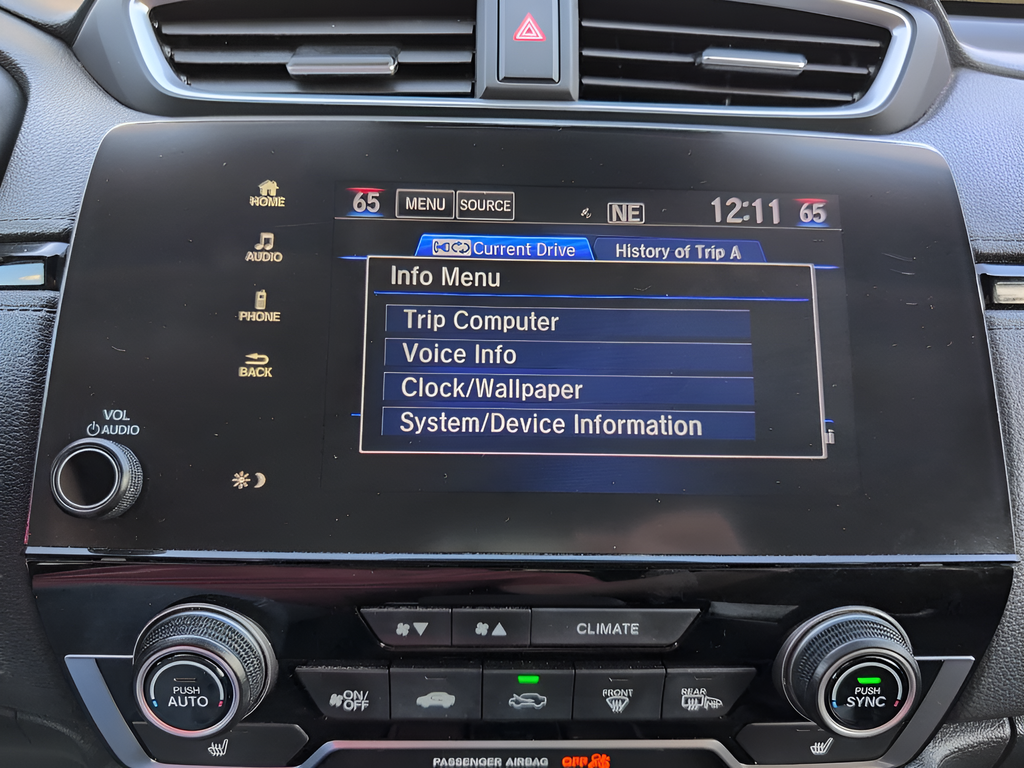 HOME
AUDIO
PHONE
BACK
VOL
AUDIO
65 MENU SOURCE NE 12:11 65
Current Drive History of Trip A
Info Menu
Trip Computer
Voice Info
Clock/Wallpaper
System/Device Information
CLIMATE
PUSH
AUTO
ON/
OFF
FRONT
REAR
PUSH
SYNC
PASSENGER AIRBAG OFF